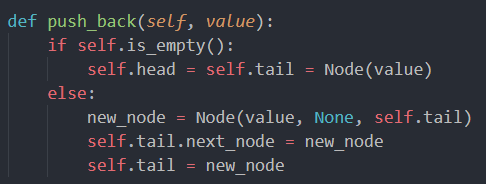 def push_back(self, value):
    if self.is_empty():
        self.head = self.tail = Node(value)
    else:
        new_node = Node(value, None, self.tail)
        self.tail.next_node = new_node
        self.tail = new_node